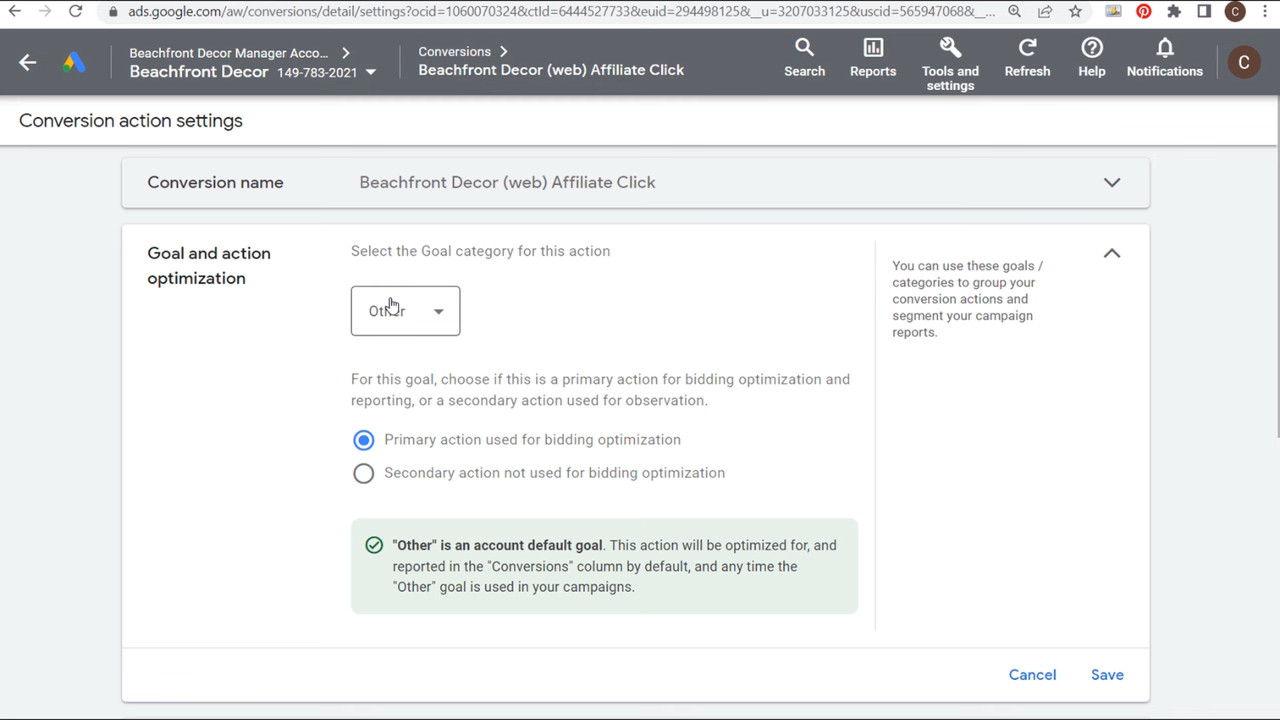 ads.google.com/aw/conversions/detail/settings?ocid=1060070324&ctId=6444527733&euid=294498125&__u=3207033125&uscid=565947068&__...
C
Beachfront Decor Manager Acco...
Beachfront Decor 149-783-2021
Conversions
Beachfront Decor (web) Affiliate Click
Search
Reports
Tools and
settings
Refresh
Help
Notifications
C
Conversion action settings
Conversion name
Beachfront Decor (web) Affiliate Click
Goal and action
optimization
Select the Goal category for this action
Other
For this goal, choose if this is a primary action for bidding optimization and
reporting, or a secondary action used for observation.
Primary action used for bidding optimization
Secondary action not used for bidding optimization
"Other" is an account default goal. This action will be optimized for, and
reported in the "Conversions" column by default, and any time the
"Other" goal is used in your campaigns.
You can use these goals /
categories to group your
conversion actions and
segment your campaign
reports.
Cancel
Save